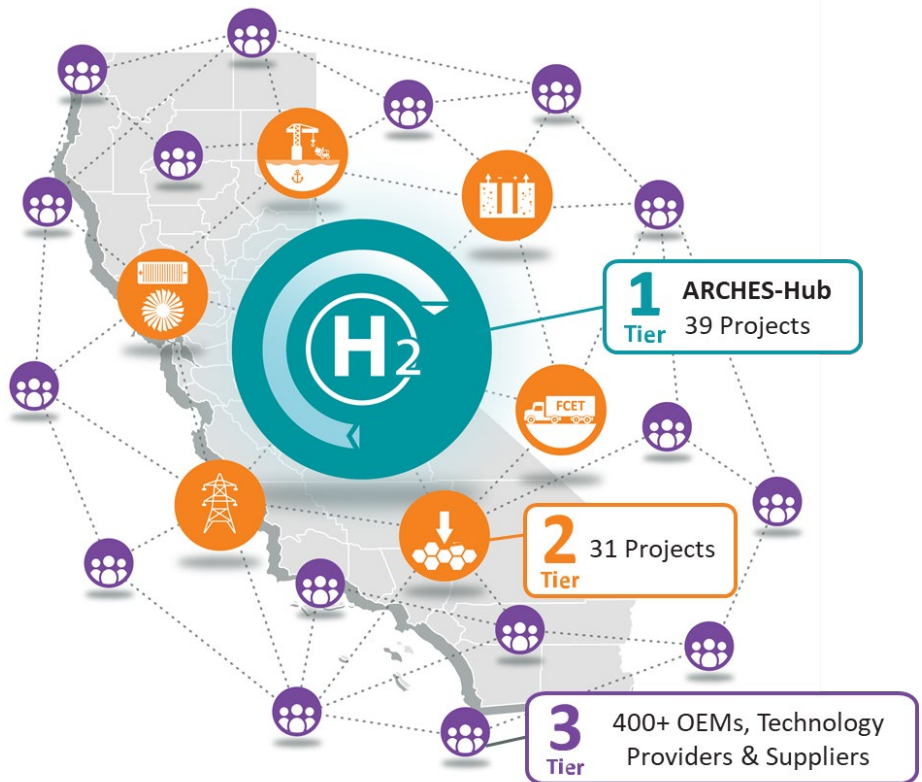 H2
1
Tier
ARCHES-Hub
39 Projects
FCET
2
Tier
31 Projects
3
Tier
400+ OEMs, Technology
Providers & Suppliers